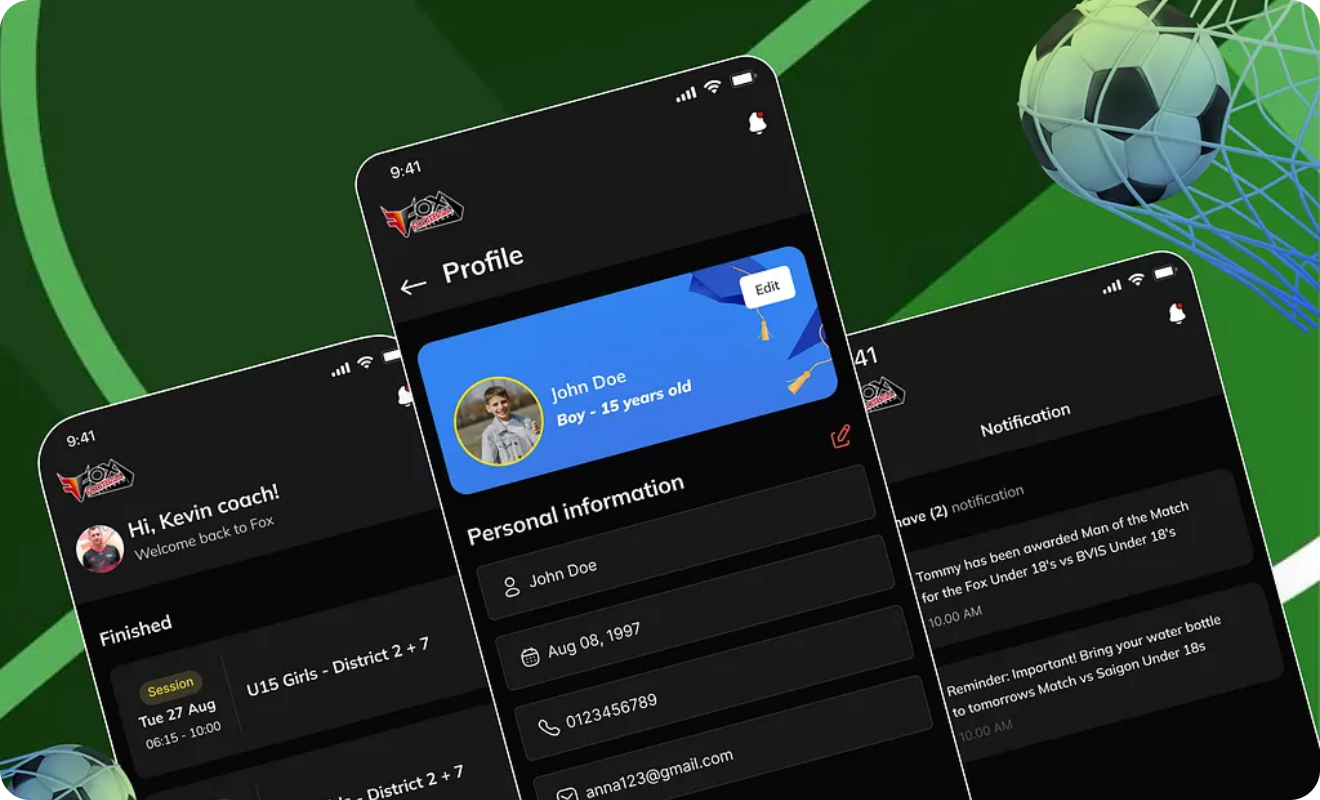 9:41
FOX
Hi, Kevin coach!
Welcome back to Fox
Finished
Session
Tue 27 Aug
06:15 - 10:00
U15 Girls - District 2 + 7
- District 2 + 7
9:41
FOX
FOOTBALL
Profile
Edit
John Doe
Boy - 15 years old
Personal information
John Doe
Aug 08, 1997
0123456789
anna123@gmail.com
41
Notification
have (2) notification
Tommy has been awarded Man of the Match
for the Fox Under 18's vs BVIS Under 18's
10.00 AM
Reminder: Important! Bring your water bottle
to tomorrows Match vs Saigon Under 18s
10.00 AM